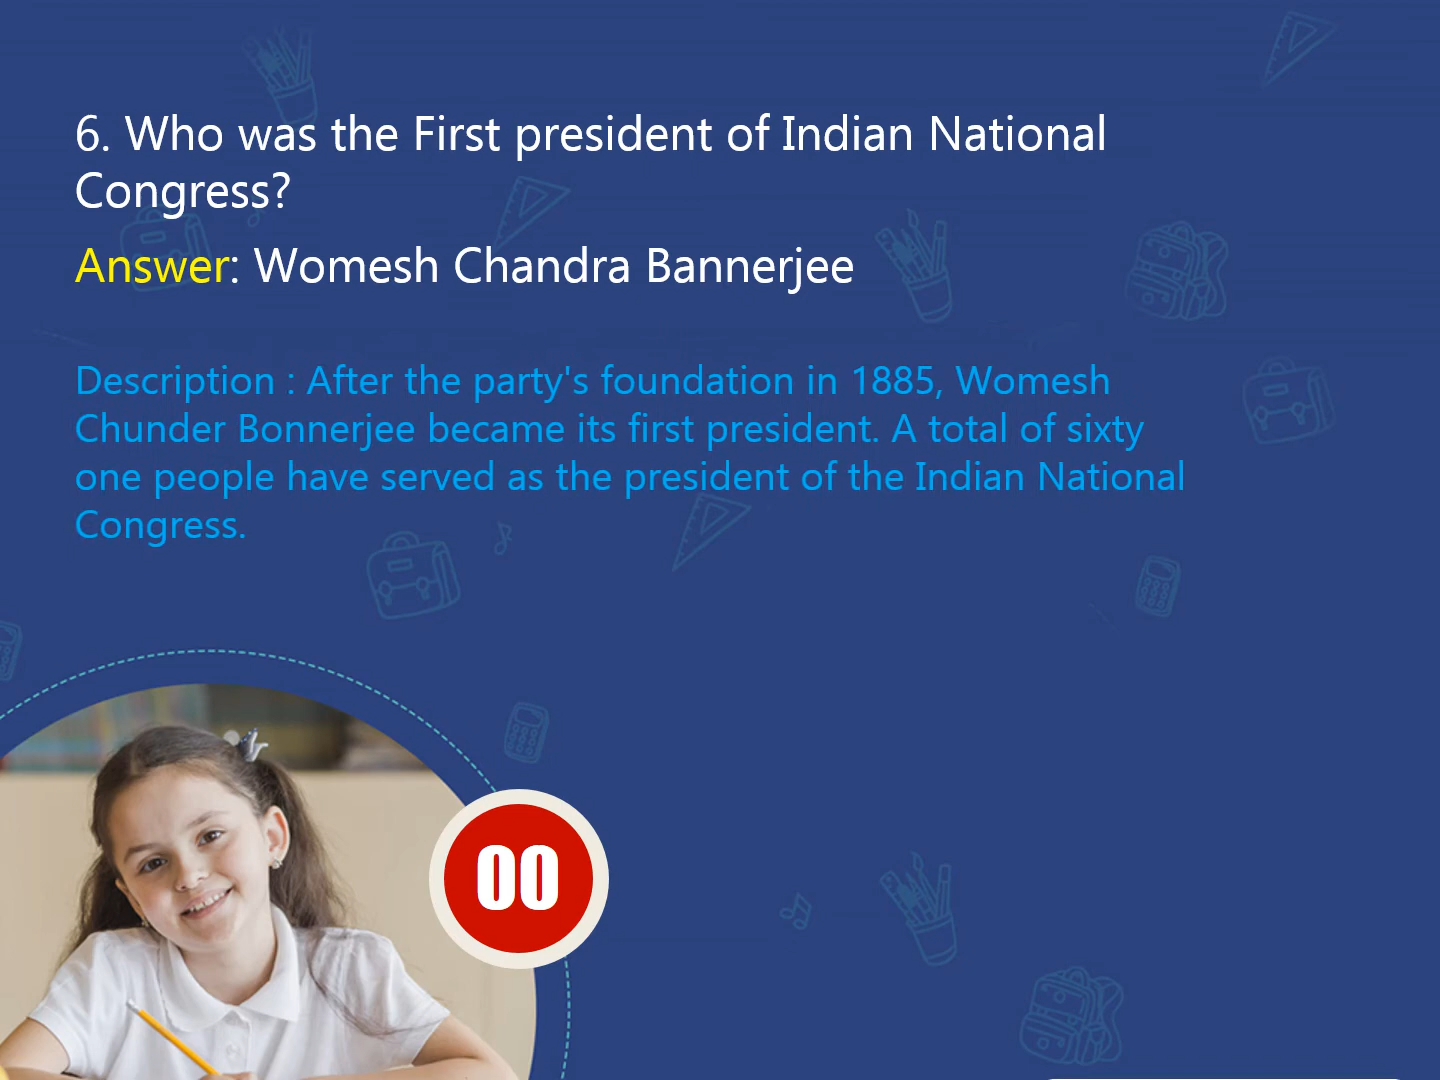 6. Who was the First president of Indian National
Congress?
Answer: Womesh Chandra Bannerjee
Description : After the party's foundation in 1885, Womesh
Chunder Bonnerjee became its first president. A total of sixty
one people have served as the president of the Indian National
Congress.
00